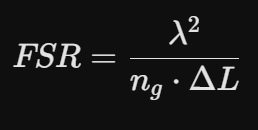 FSR = λ² / (n_g · ΔL)